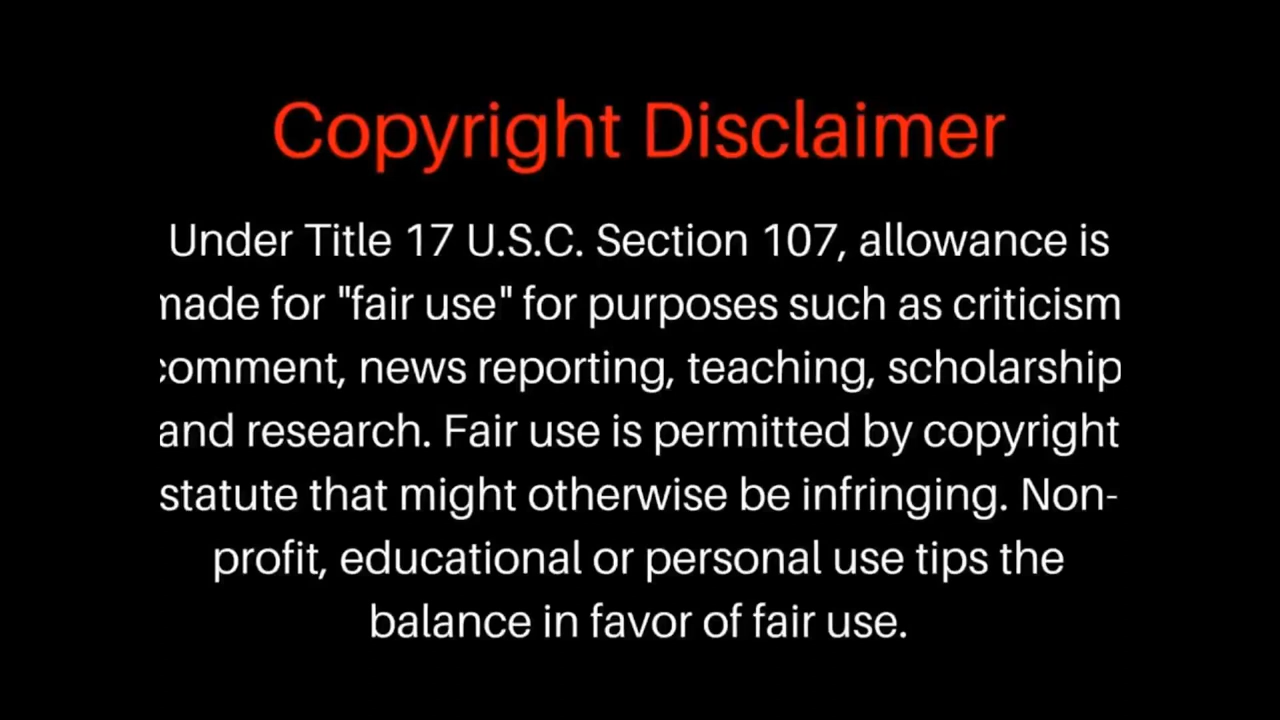 Copyright Disclaimer
Under Title 17 U.S.C. Section 107, allowance is
made for "fair use" for purposes such as criticism
comment, news reporting, teaching, scholarship
and research. Fair use is permitted by copyright
statute that might otherwise be infringing. Non-
profit, educational or personal use tips the
balance in favor of fair use.